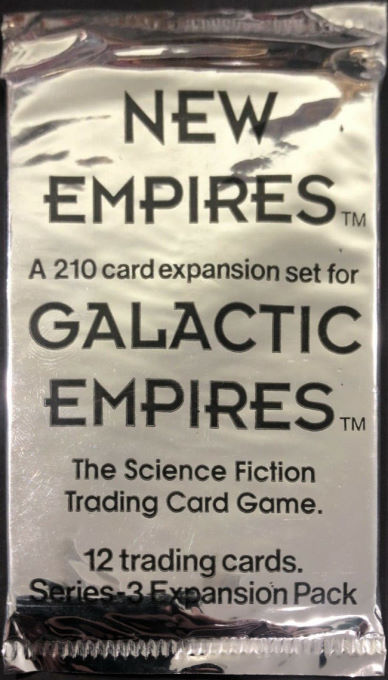 NEW
EMPIRES™
A 210 card expansion set for
GALACTIC
EMPIRES™
The Science Fiction
Trading Card Game.
12 trading cards.
Series-3 Expansion Pack